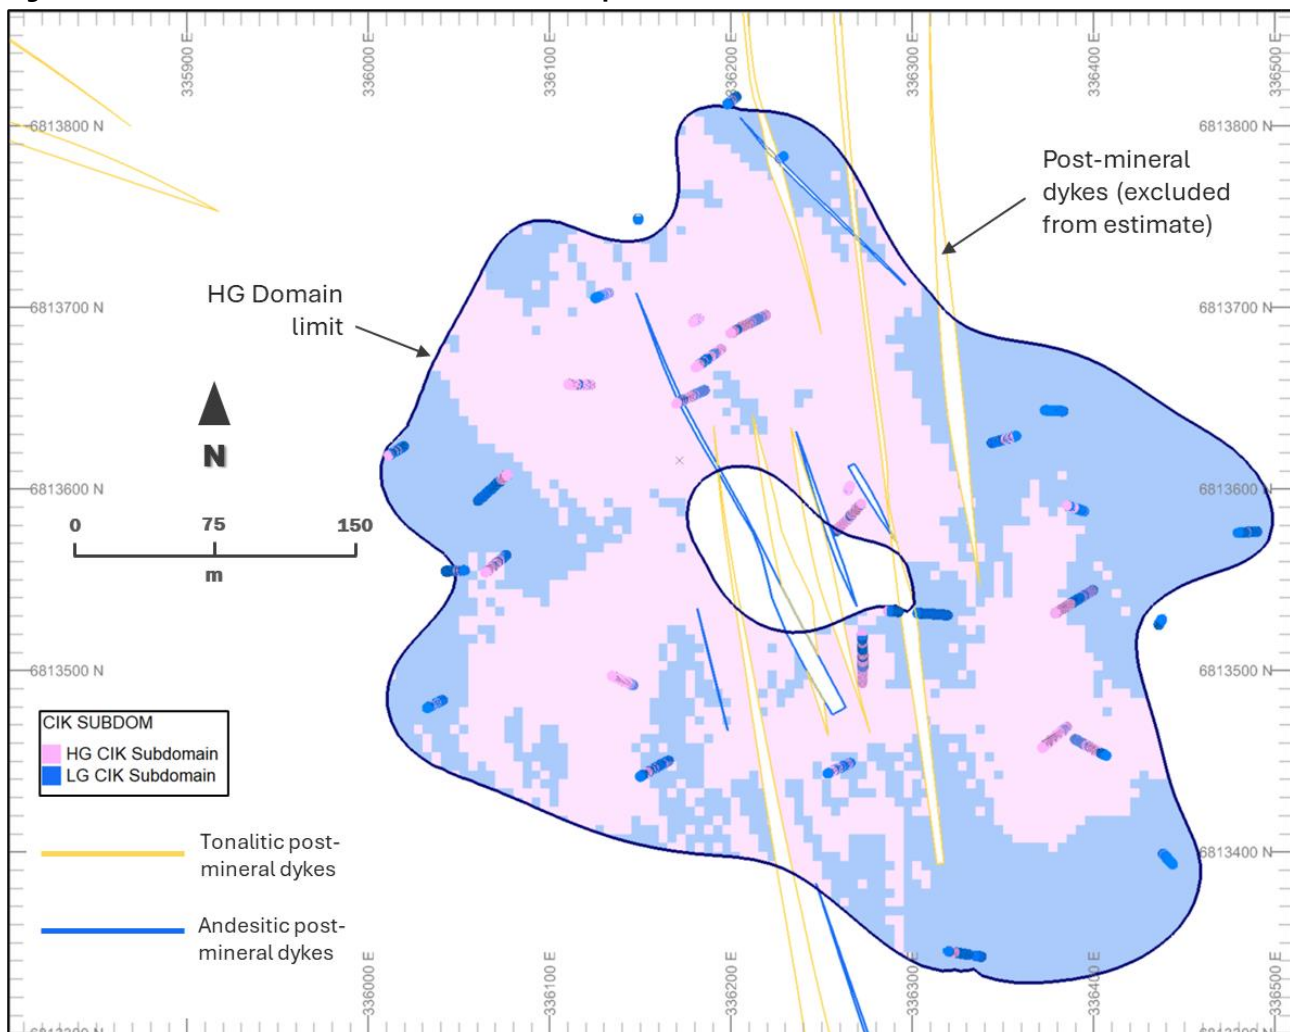 335900 E
336000 E
336100 E
336200 E
336300 E
336400 E
336500 E
6813800 N
6813800 N
Post-mineral
dykes (excluded
from estimate)
HG Domain
limit
6813700 N
6813700 N
N
6813600 N
6813600 N
0 75 150
m
6813500 N
6813500 N
CIK SUBDOM
HG CIK Subdomain
LG CIK Subdomain
Tonalitic post-
mineral dykes
6813400 N
6813400 N
Andesitic post-
mineral dykes
336000 E
336100 E
336200 E
336300 E
336400 E
336500 E